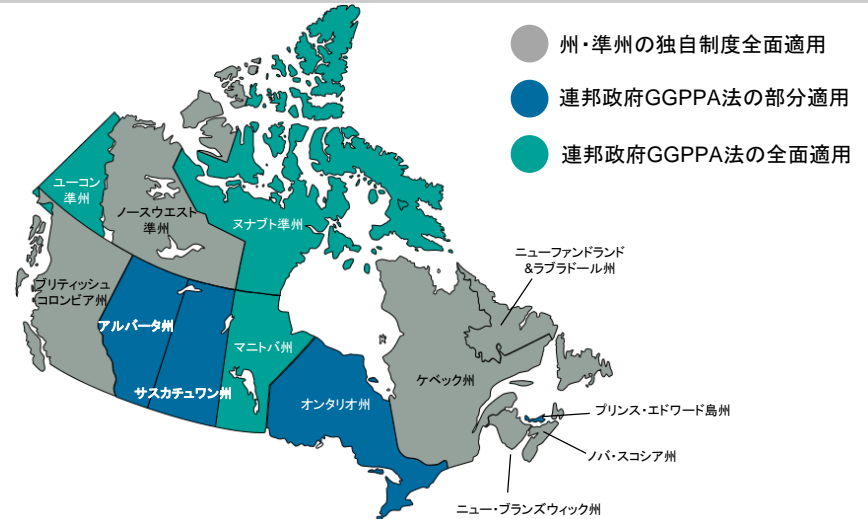 州・準州の独自制度全面適用
連邦政府GGPPA法の部分適用
連邦政府GGPPA法の全面適用
ユーコン
準州
ノースウエスト
準州
ヌナブト準州
ニューファンドランド
&ラブラドール州
ブリティッシュ
コロンビア州
アルバータ州
マニトバ州
サスカチュワン州
オンタリオ州
ケベック州
プリンス・エドワード島州
ノバ・スコシア州
ニュー・ブランズウィック州